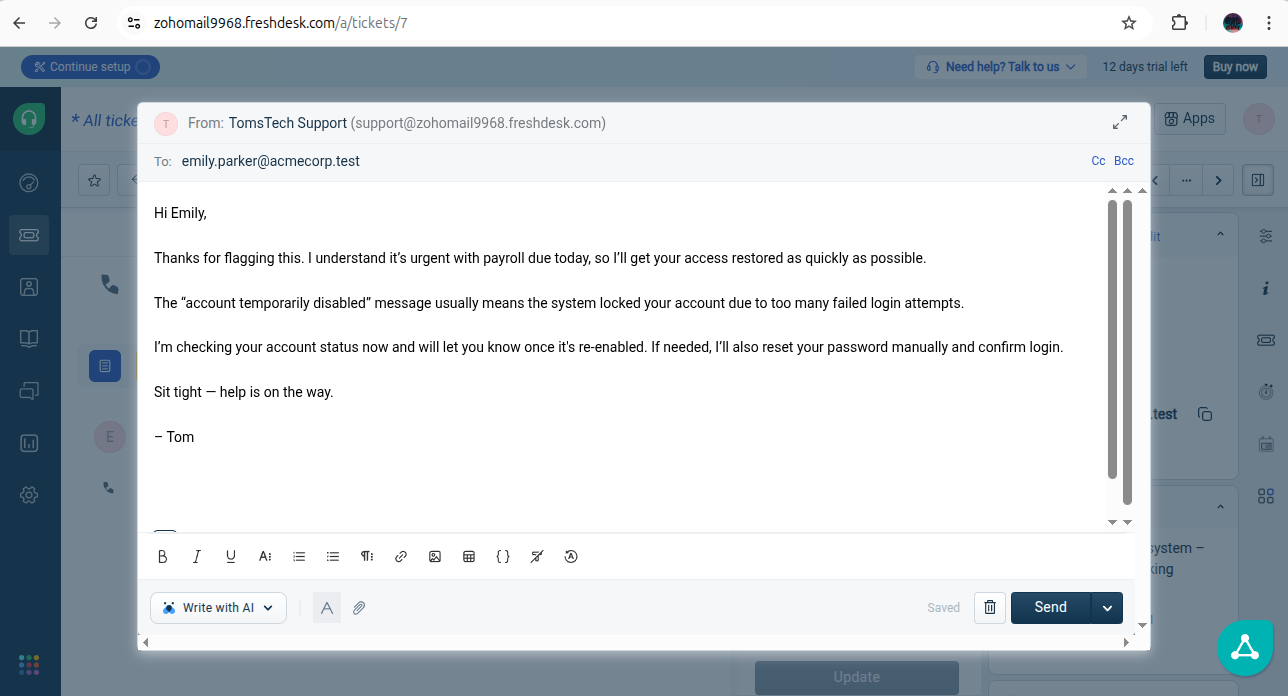 zohomail9968.freshdesk.com/a/tickets/7
Continue setup
Need help? Talk to us
12 days trial left
Buy now
* All ticke
Apps
T
T
From: TomsTech Support (support@zohomail9968.freshdesk.com)
To: emily.parker@acmecorp.test
Cc Bcc
Hi Emily,
Thanks for flagging this. I understand it’s urgent with payroll due today, so I’ll get your access restored as quickly as possible.
The “account temporarily disabled” message usually means the system locked your account due to too many failed login attempts.
I’m checking your account status now and will let you know once it's re-enabled. If needed, I’ll also reset your password manually and confirm login.
Sit tight — help is on the way.
– Tom
dit
E
.test
system –
king
Write with AI
Saved
Send
Update